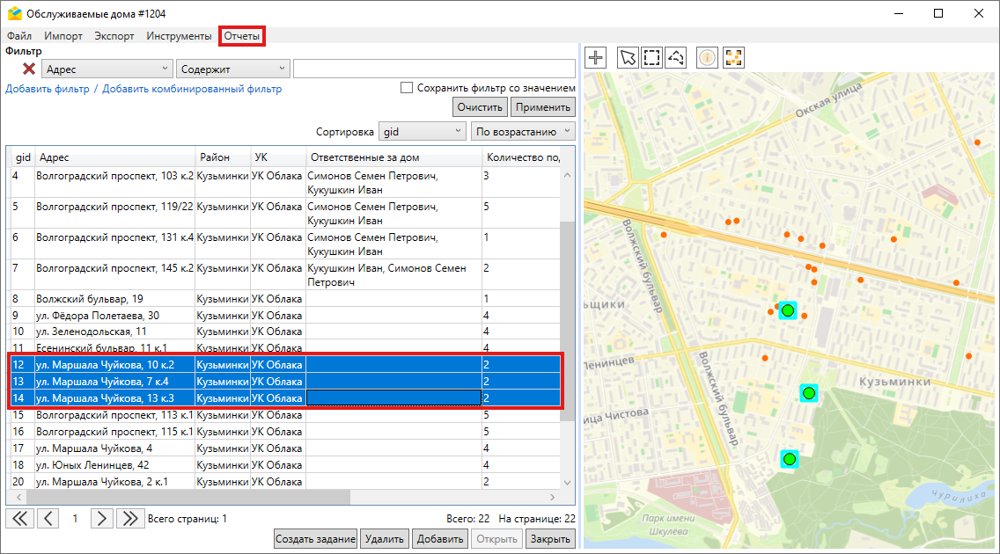 Обслуживаемые дома #1204
Файл Импорт Экспорт Инструменты Отчеты
Фильтр
Адрес Содержит
Добавить фильтр / Добавить комбинированный фильтр
Сохранить фильтр со значением
Очистить Применить
Сортировка gid По возрастанию
gid Адрес Район УК Ответственные за дом Количество по
4 Волгоградский проспект, 103 к.2 Кузьминки УК Облака Симонов Семен Петрович, 3
Кукушкин Иван
5 Волгоградский проспект, 119/22 Кузьминки УК Облака Симонов Семен Петрович, 5
Кукушкин Иван
6 Волгоградский проспект, 131 к.4 Кузьминки УК Облака Симонов Семен Петрович, 1
Кукушкин Иван
7 Волгоградский проспект, 145 к.2 Кузьминки УК Облака Кукушкин Иван, Симонов Семен 2
Петрович
8 Волжский бульвар, 19 Кузьминки УК Облака 1
9 ул. Фёдора Полетаева, 30 Кузьминки УК Облака 4
10 ул. Зеленодольская, 11 Кузьминки УК Облака 4
11 Есенинский бульвар, 11 к.1 Кузьминки УК Облака 4
12 ул. Маршала Чуйкова, 10 к.2 Кузьминки УК Облака 2
13 ул. Маршала Чуйкова, 7 к.4 Кузьминки УК Облака 2
14 ул. Маршала Чуйкова, 13 к.3 Кузьминки УК Облака 2
15 Волгоградский проспект, 113 к.1 Кузьминки УК Облака 5
16 Волгоградский проспект, 115 к.1 Кузьминки УК Облака 5
17 ул. Маршала Чуйкова, 4 Кузьминки УК Облака 4
18 ул. Юных Ленинцев, 42 Кузьминки УК Облака 4
20 ул. Маршала Чуйкова, 2 к.1 Кузьминки УК Облака 2
1 Всего страниц: 1 Всего: 22 На странице: 22
Создать задание Удалить Добавить Открыть Закрыть
Окская улица
Волжский бульвар
ьщики
Ленинцев
Волжский бульвар
Кузьминки
ица Чистова
Чурилиха
Парк имени
Шкулёва